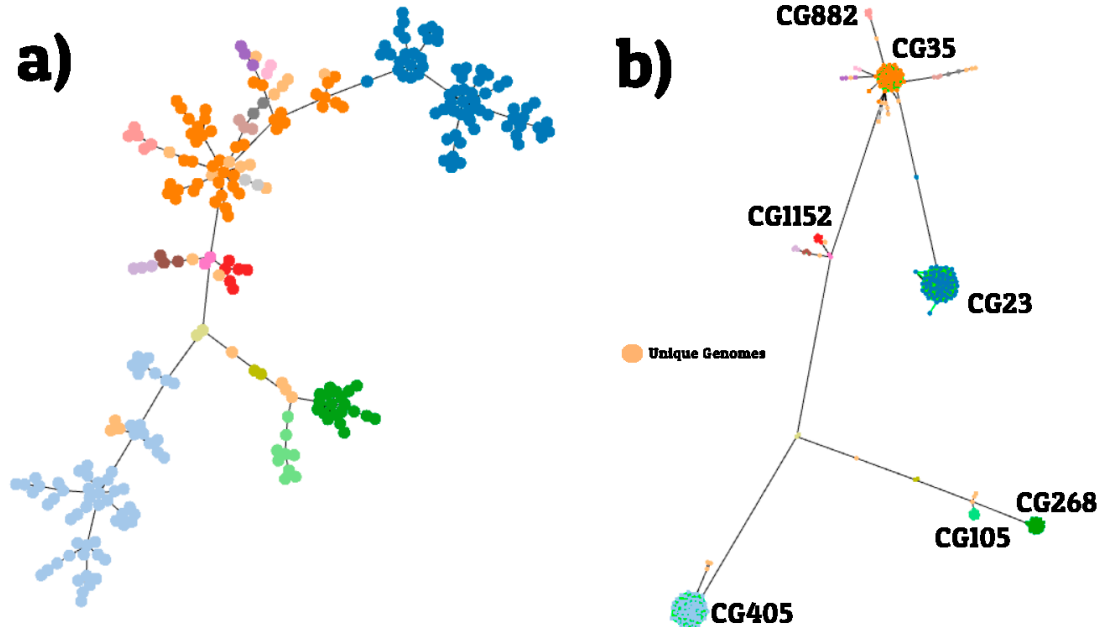 a)
b)
CG882
CG35
CG1152
CG23
Unique Genomes
CG268
CG105
CG405